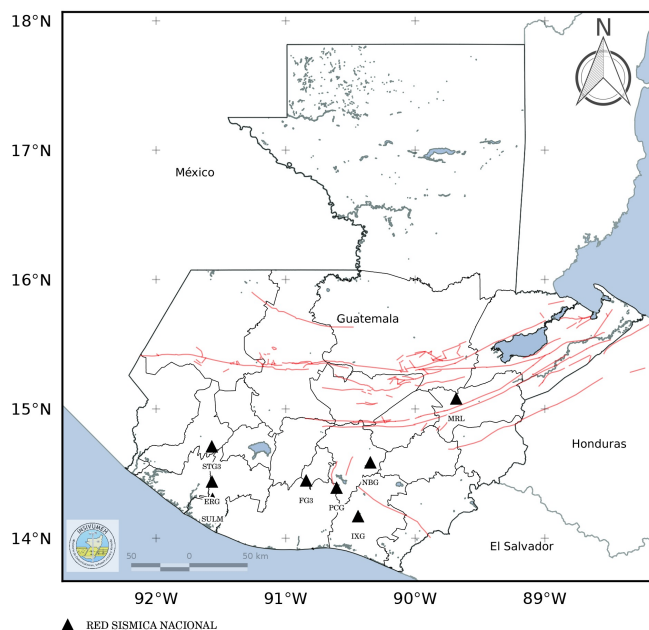 18°N
N
17°N
México
16°N
Guatemala
15°N
MRL
Honduras
STG3
NBG
ERG
FG3
PCG
SULM
IXG
14°N
INSIVUMEH
El Salvador
50 0 50 km
92°W 91°W 90°W 89°W
RED SISMICA NACIONAL